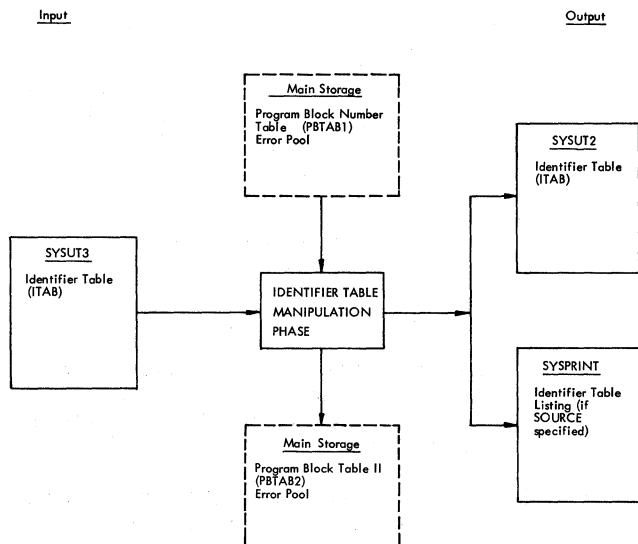 Input
Output
Main Storage
Program Block Number
Table (PBTAB1)
Error Pool
SYSUT2
Identifier Table
(ITAB)
SYSUT3
Identifier Table
(ITAB)
IDENTIFIER TABLE
MANIPULATION
PHASE
SYSPRINT
Identifier Table
Listing (if
SOURCE
specified)
Main Storage
Program Block Table II
(PBTAB2)
Error Pool